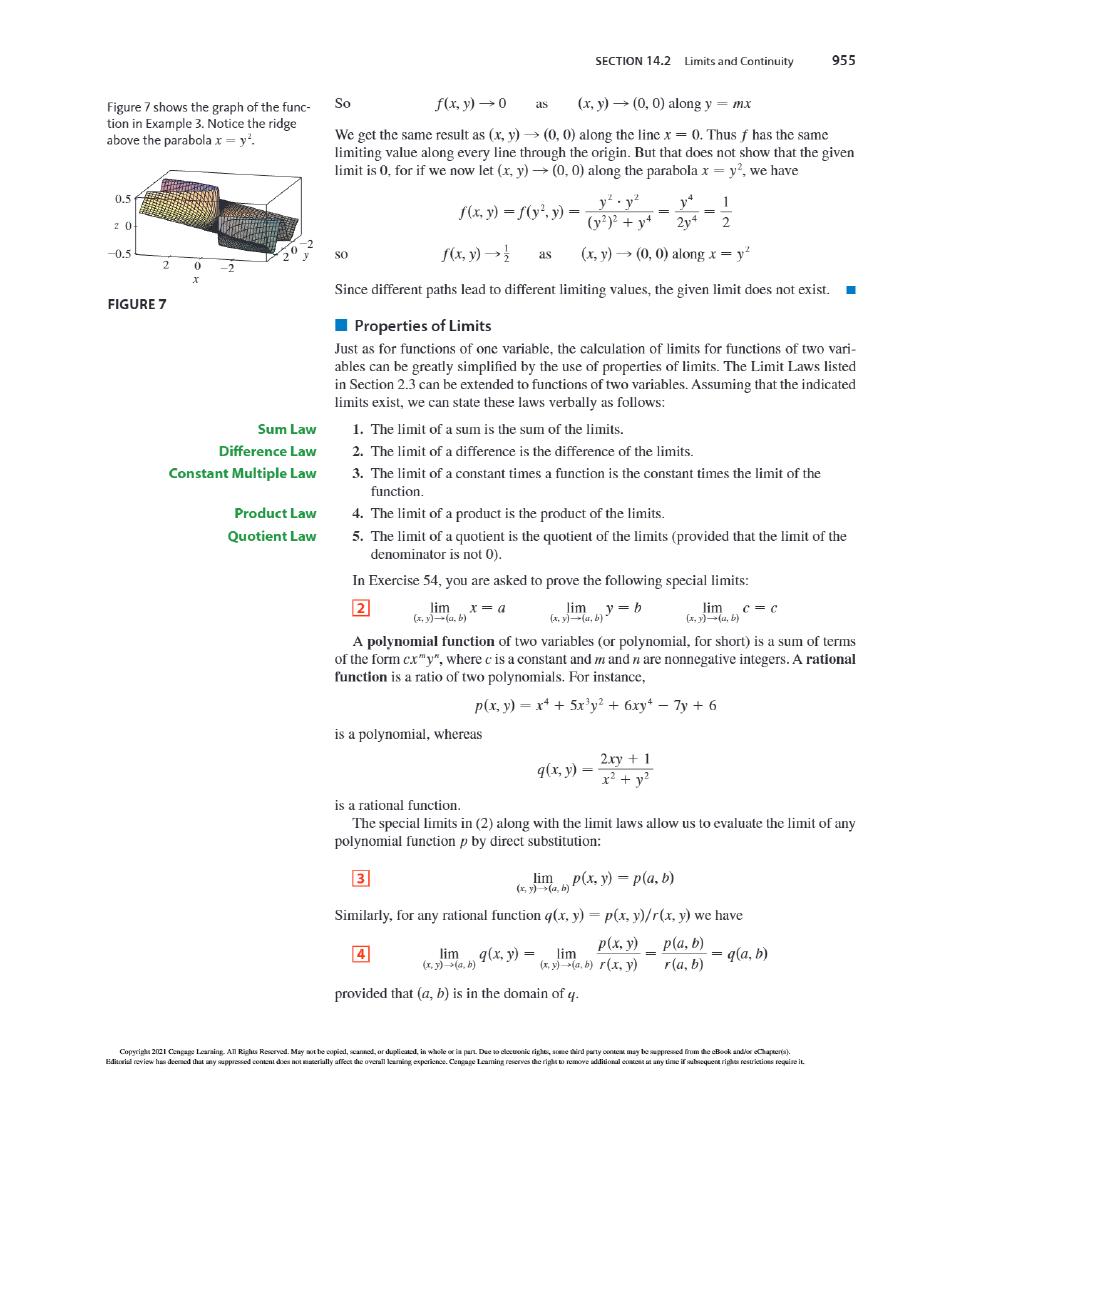 SECTION 14.2 Limits and Continuity 955
Figure 7 shows the graph of the func-
tion in Example 3. Notice the ridge
above the parabola x = y².
0.5
z 0
−0.5
2 0 −2
x
2 0 −2
y
FIGURE 7
So f(x, y) → 0 as (x, y) → (0, 0) along y = mx
We get the same result as (x, y) → (0, 0) along the line x = 0. Thus f has the same
limiting value along every line through the origin. But that does not show that the given
limit is 0, for if we now let (x, y) → (0, 0) along the parabola x = y², we have
f(x, y) = f(y², y) = (y² · y²)/((y²)² + y⁴) = y⁴/2y⁴ = 1/2
so f(x, y) → ½ as (x, y) → (0, 0) along x = y²
Since different paths lead to different limiting values, the given limit does not exist. ■
■ Properties of Limits
Just as for functions of one variable, the calculation of limits for functions of two vari-
ables can be greatly simplified by the use of properties of limits. The Limit Laws listed
in Section 2.3 can be extended to functions of two variables. Assuming that the indicated
limits exist, we can state these laws verbally as follows:
Sum Law 1. The limit of a sum is the sum of the limits.
Difference Law 2. The limit of a difference is the difference of the limits.
Constant Multiple Law 3. The limit of a constant times a function is the constant times the limit of the
function.
Product Law 4. The limit of a product is the product of the limits.
Quotient Law 5. The limit of a quotient is the quotient of the limits (provided that the limit of the
denominator is not 0).
In Exercise 54, you are asked to prove the following special limits:
2 lim (x, y)→(a, b) x = a lim (x, y)→(a, b) y = b lim (x, y)→(a, b) c = c
A polynomial function of two variables (or polynomial, for short) is a sum of terms
of the form cxᵐyⁿ, where c is a constant and m and n are nonnegative integers. A rational
function is a ratio of two polynomials. For instance,
p(x, y) = x⁴ + 5x³y² + 6xy⁴ − 7y + 6
is a polynomial, whereas
q(x, y) = (2xy + 1)/(x² + y²)
is a rational function.
The special limits in (2) along with the limit laws allow us to evaluate the limit of any
polynomial function p by direct substitution:
3 lim (x, y)→(a, b) p(x, y) = p(a, b)
Similarly, for any rational function q(x, y) = p(x, y)/r(x, y) we have
4 lim (x, y)→(a, b) q(x, y) = lim (x, y)→(a, b) p(x, y)/r(x, y) = p(a, b)/r(a, b) = q(a, b)
provided that (a, b) is in the domain of q.
Copyright 2021 Cengage Learning. All Rights Reserved. May not be copied, scanned, or duplicated, in whole or in part. Due to electronic rights, some third party content may be suppressed from the eBook and/or eChapter(s).
Editorial review has deemed that any suppressed content does not materially affect the overall learning experience. Cengage Learning reserves the right to remove additional content at any time if subsequent rights restrictions require it.